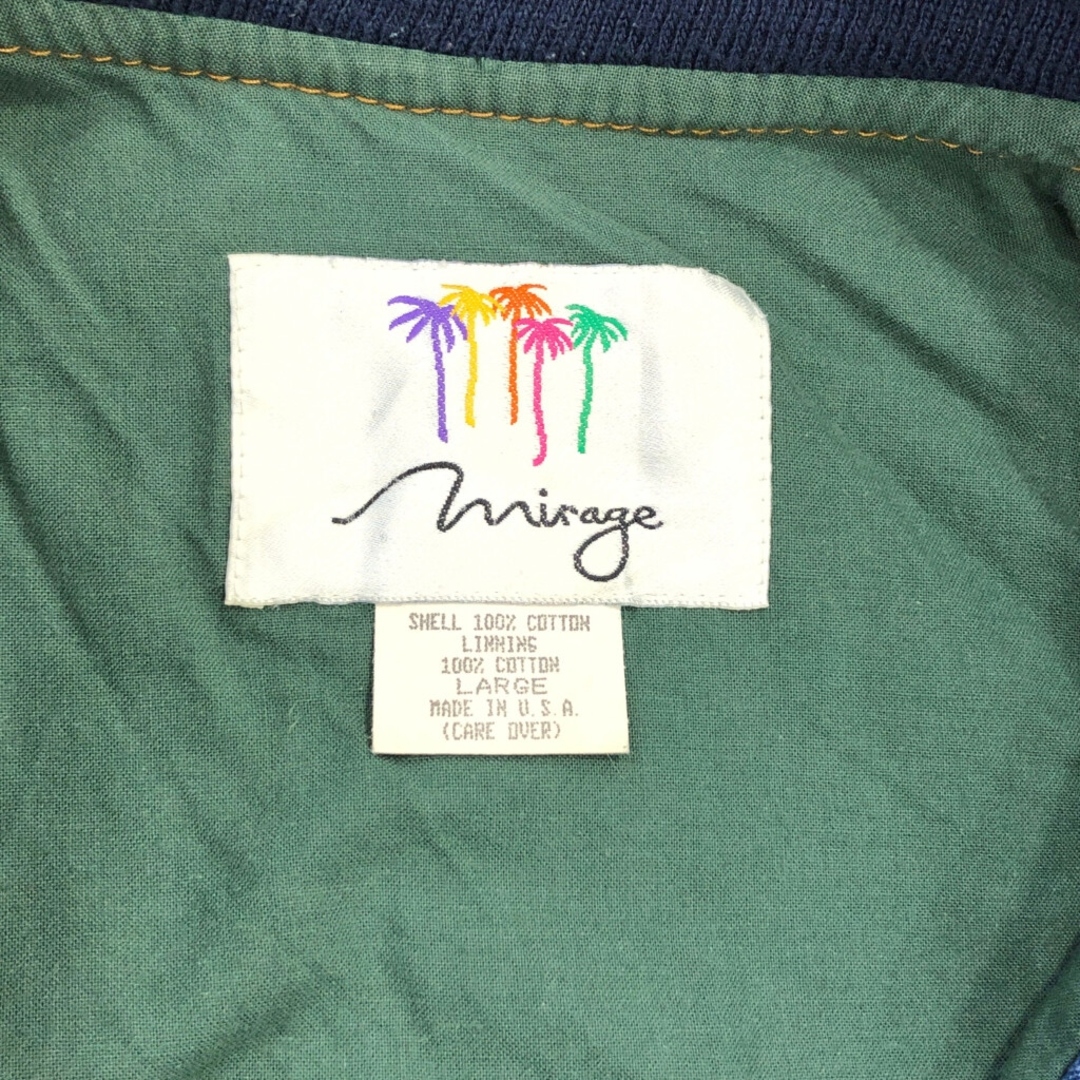 mirage
SHELL 100% COTTON
LINNING
100% COTTON
LARGE
MADE IN U.S.A.
(CARE OVER)